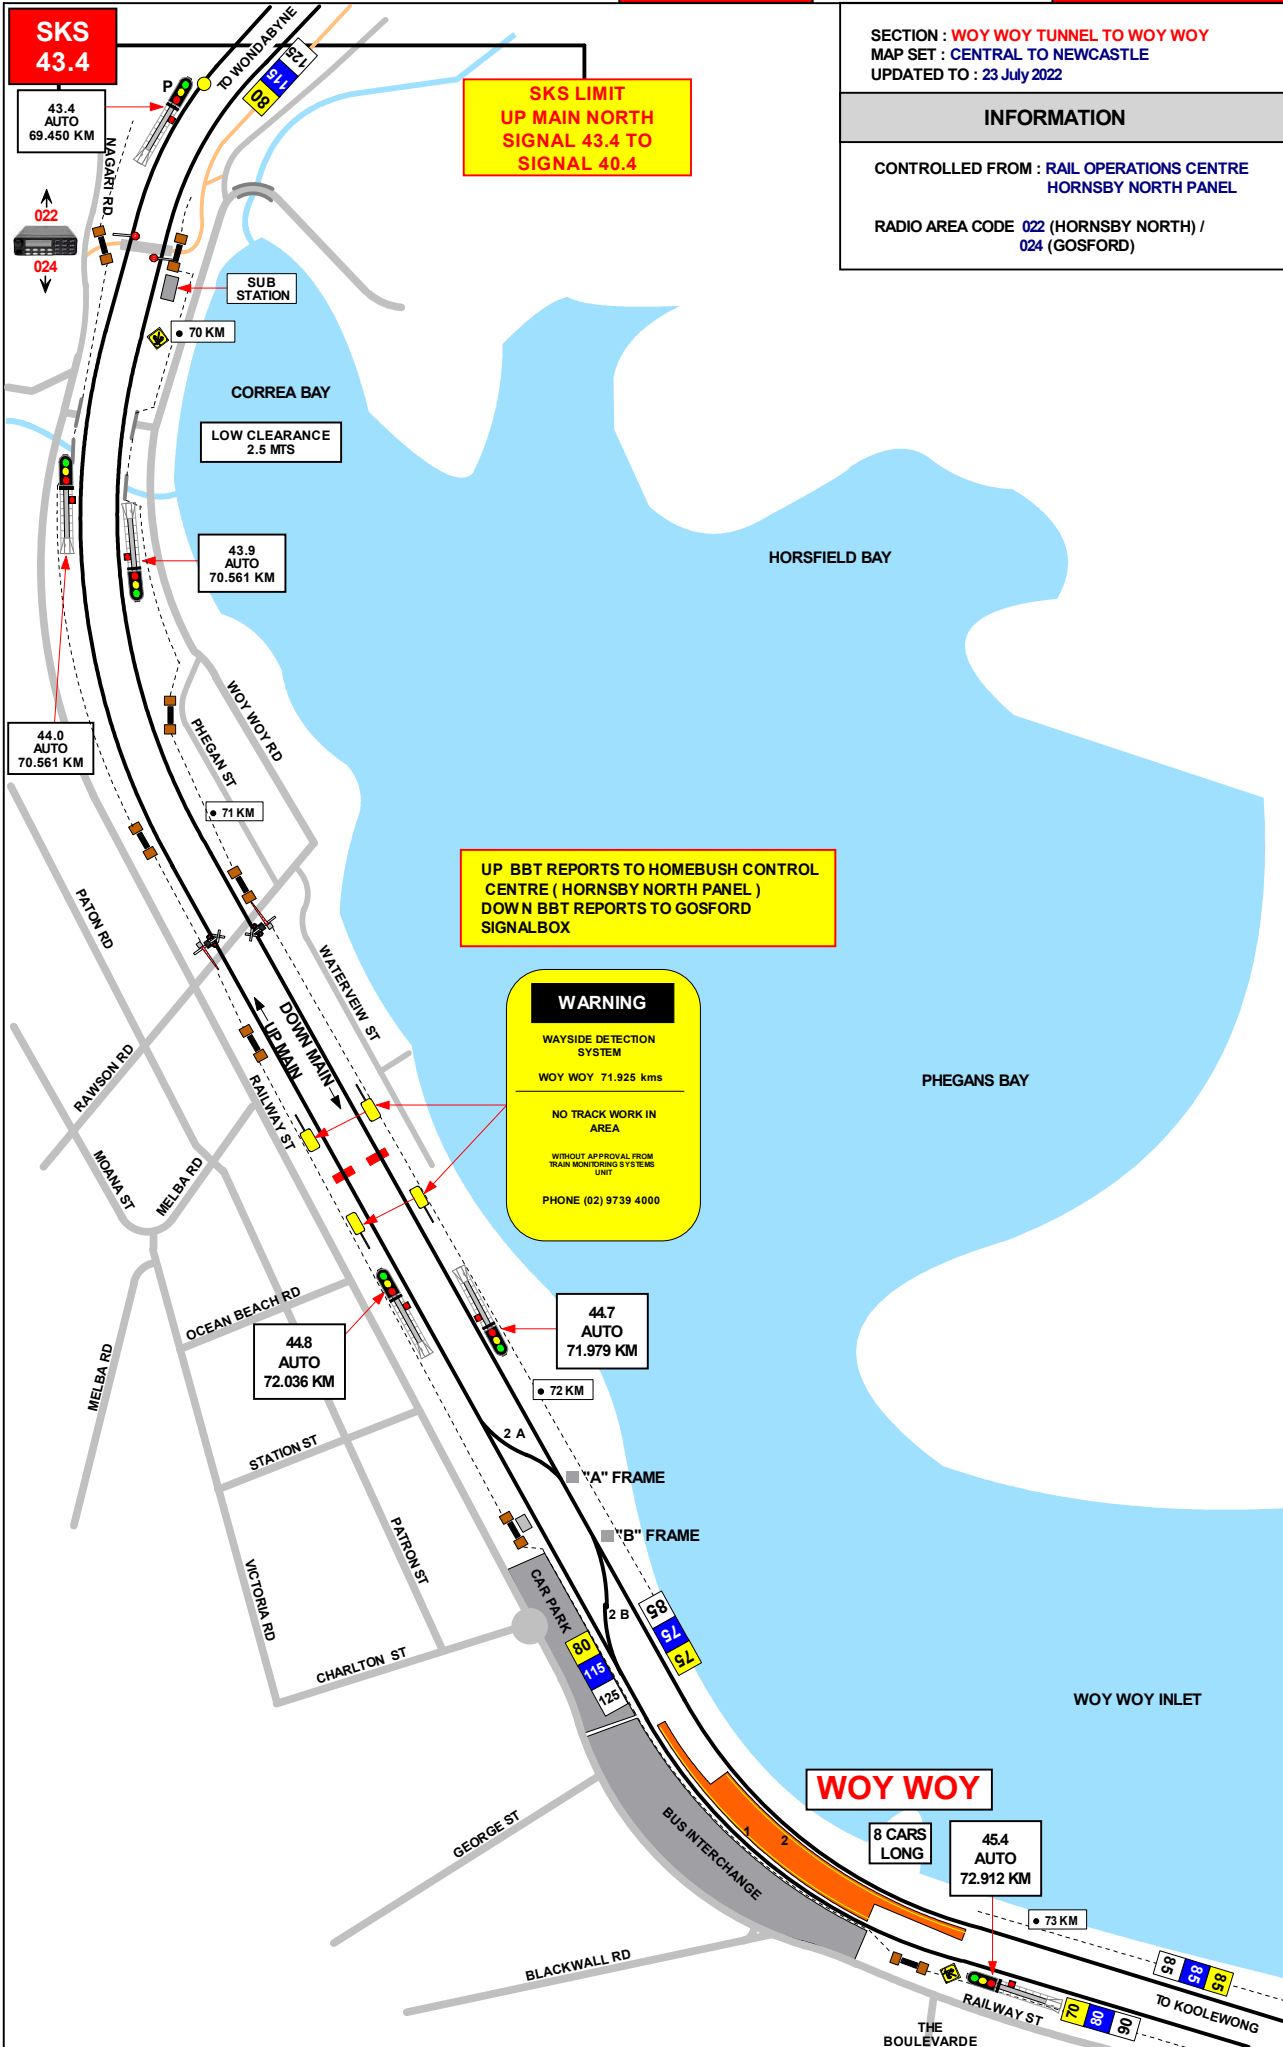 SKS
43.4
43.4
AUTO
69.450 KM
P
TO WONDABYNE
125
115
80
SKS LIMIT
UP MAIN NORTH
SIGNAL 43.4 TO
SIGNAL 40.4
SECTION : WOY WOY TUNNEL TO WOY WOY
MAP SET : CENTRAL TO NEWCASTLE
UPDATED TO : 23 July 2022
INFORMATION
CONTROLLED FROM : RAIL OPERATIONS CENTRE
HORNSBY NORTH PANEL
RADIO AREA CODE 022 (HORNSBY NORTH) /
024 (GOSFORD)
NAGARI RD
022
024
SUB
STATION
70 KM
CORREA BAY
LOW CLEARANCE
2.5 MTS
43.9
AUTO
70.561 KM
HORSFIELD BAY
44.0
AUTO
70.561 KM
WOY WOY RD
PHEGAN ST
71 KM
UP BBT REPORTS TO HOMEBUSH CONTROL
CENTRE ( HORNSBY NORTH PANEL )
DOWN BBT REPORTS TO GOSFORD
SIGNALBOX
PATON RD
WATERVEIW ST
WARNING
WAYSIDE DETECTION
SYSTEM
WOY WOY 71.925 kms
NO TRACK WORK IN
AREA
WITHOUT APPROVAL FROM
TRAIN MONITORING SYSTEMS
UNIT
PHONE (02) 9739 4000
DOWN MAIN
UP MAIN
RAWSON RD
RAILWAY ST
PHEGANS BAY
MOANA ST
MELBA RD
OCEAN BEACH RD
44.8
AUTO
72.036 KM
44.7
AUTO
71.979 KM
MELBA RD
72 KM
2 A
STATION ST
"A" FRAME
"B" FRAME
PATRON ST
VICTORIA RD
CAR PARK
2 B
85
75
75
80
115
125
CHARLTON ST
WOY WOY INLET
WOY WOY
8 CARS
LONG
1
2
BUS INTERCHANGE
GEORGE ST
45.4
AUTO
72.912 KM
73 KM
BLACKWALL RD
85
85
85
TO KOOLEWONG
RAILWAY ST
70
80
90
THE
BOULEVARDE